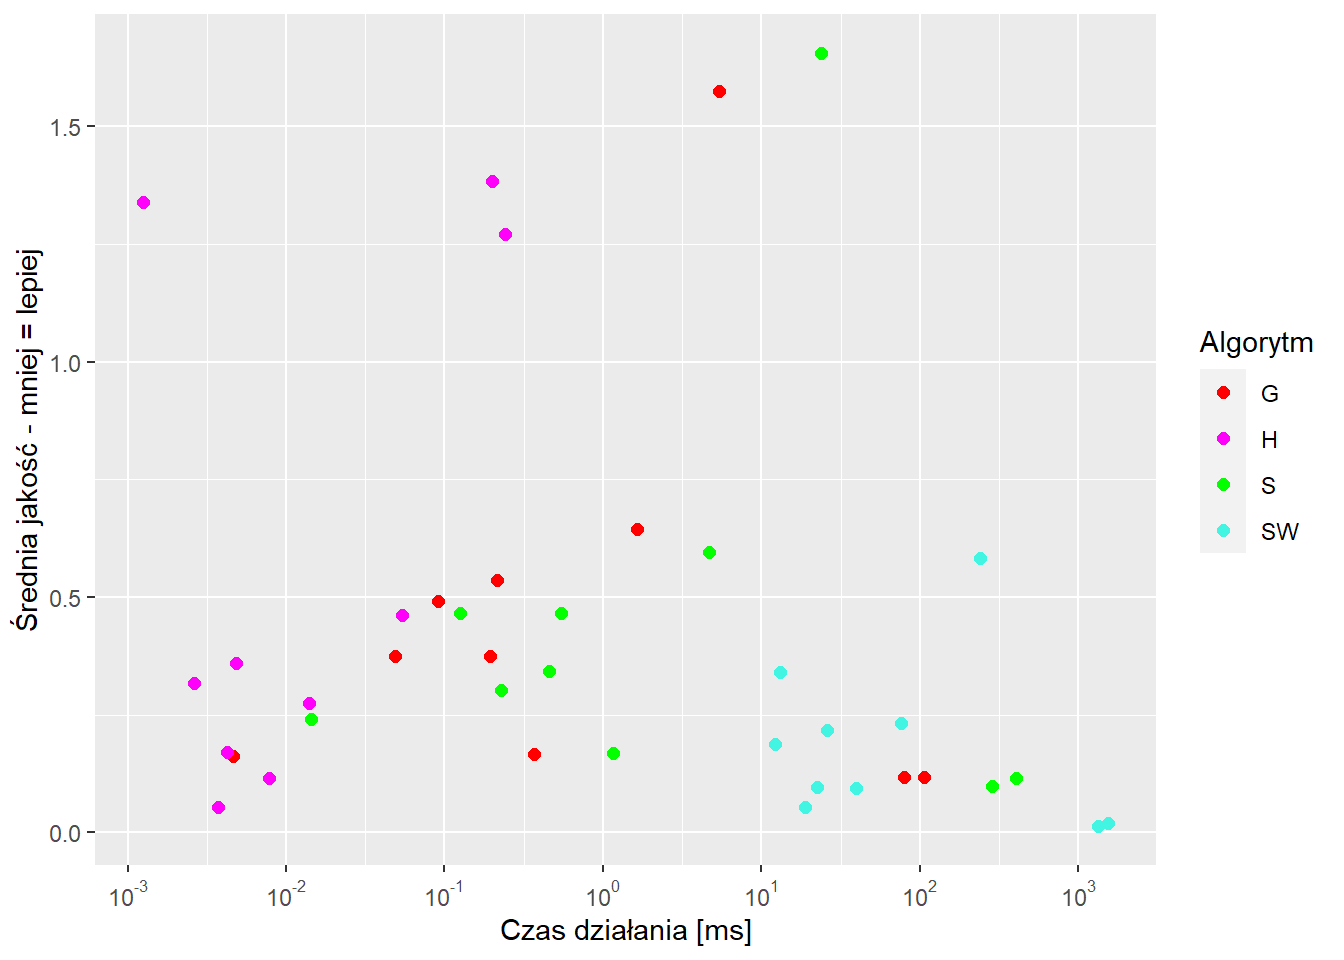 Średnia jakość - mniej = lepiej
1.5
1.0
0.5
0.0
10^-3 10^-2 10^-1 10^0 10^1 10^2 10^3
Czas działania [ms]
Algorytm
G
H
S
SW